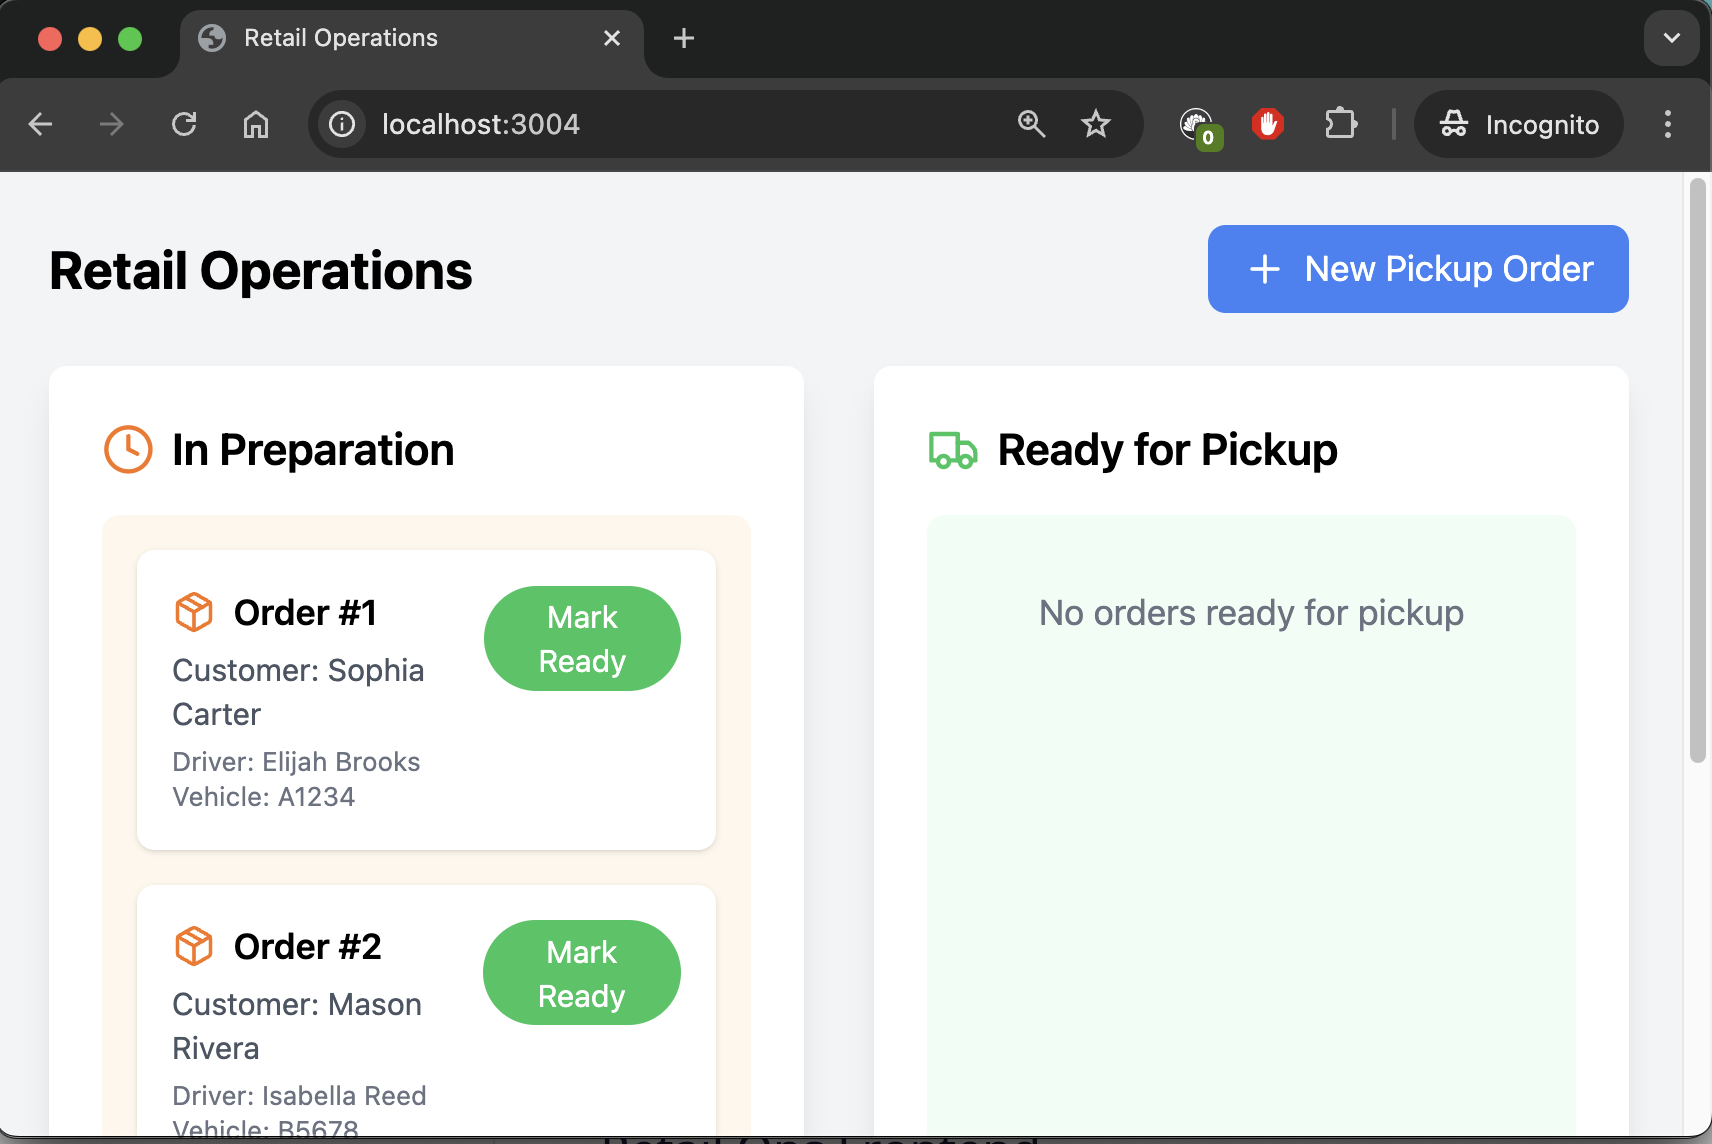 Retail Operations
localhost:3004
0
Incognito
Retail Operations
New Pickup Order
In Preparation
Order #1
Mark
Ready
Customer: Sophia
Carter
Driver: Elijah Brooks
Vehicle: A1234
Order #2
Mark
Ready
Customer: Mason
Rivera
Driver: Isabella Reed
Vehicle: B5678
Ready for Pickup
No orders ready for pickup